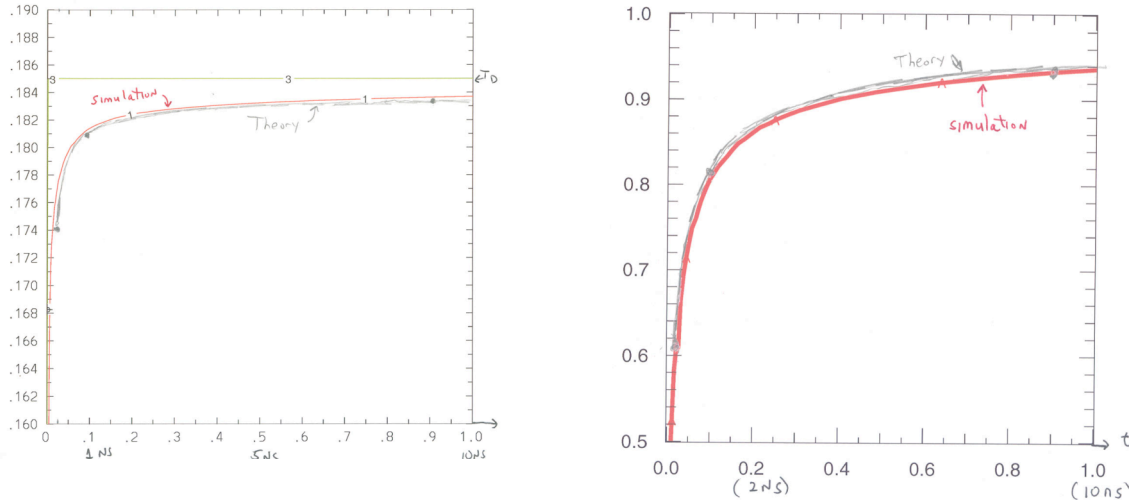 .190
.188
.186
.184
.182
.180
.178
.176
.174
.172
.170
.168
.166
.164
.162
.160
3 3
T_D
simulation
1 1
Theory
0 .1 .2 .3 .4 .5 .6 .7 .8 .9 1.0
1 NS 5NC 10NS
1.0
0.9
0.8
0.7
0.6
0.5
Theory
simulation
t
0.0 0.2 0.4 0.6 0.8 1.0
(2NS) (10ns)